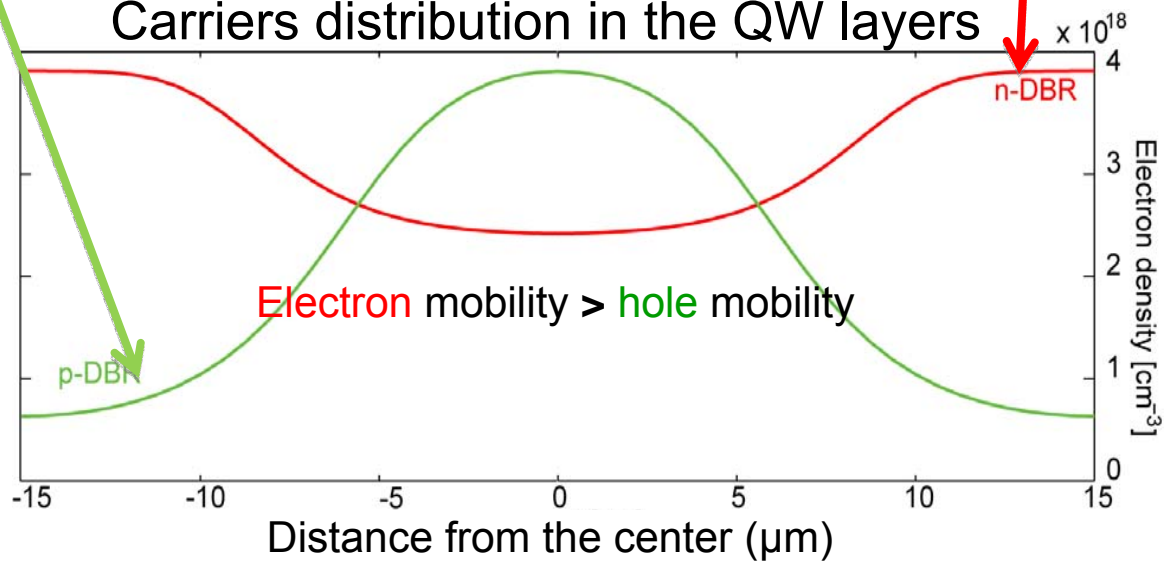 Carriers distribution in the QW layers
x 10^18
4
n-DBR
3
2
Electron mobility > hole mobility
p-DBR
1
0
Electron density [cm^-3]
-15 -10 -5 0 5 10 15
Distance from the center (µm)